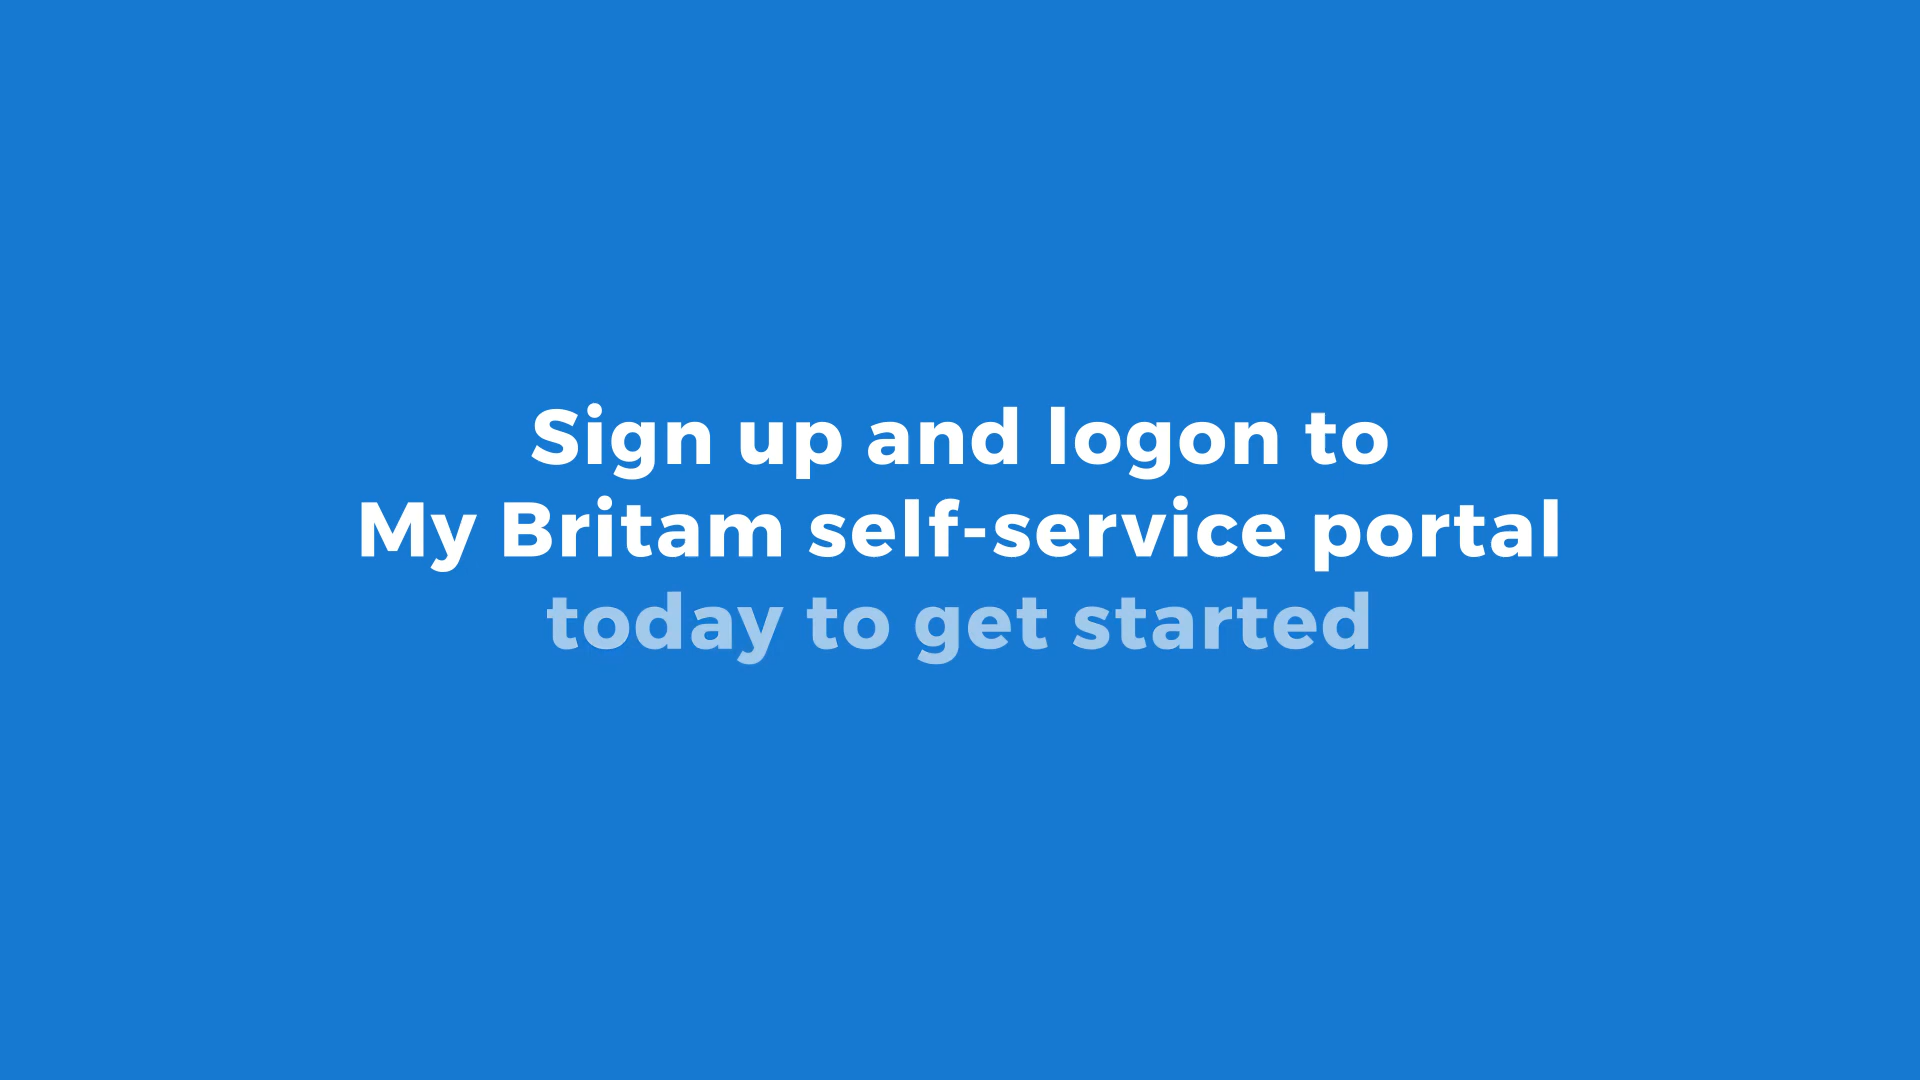 Sign up and logon to
My Britam self-service portal
today to get started